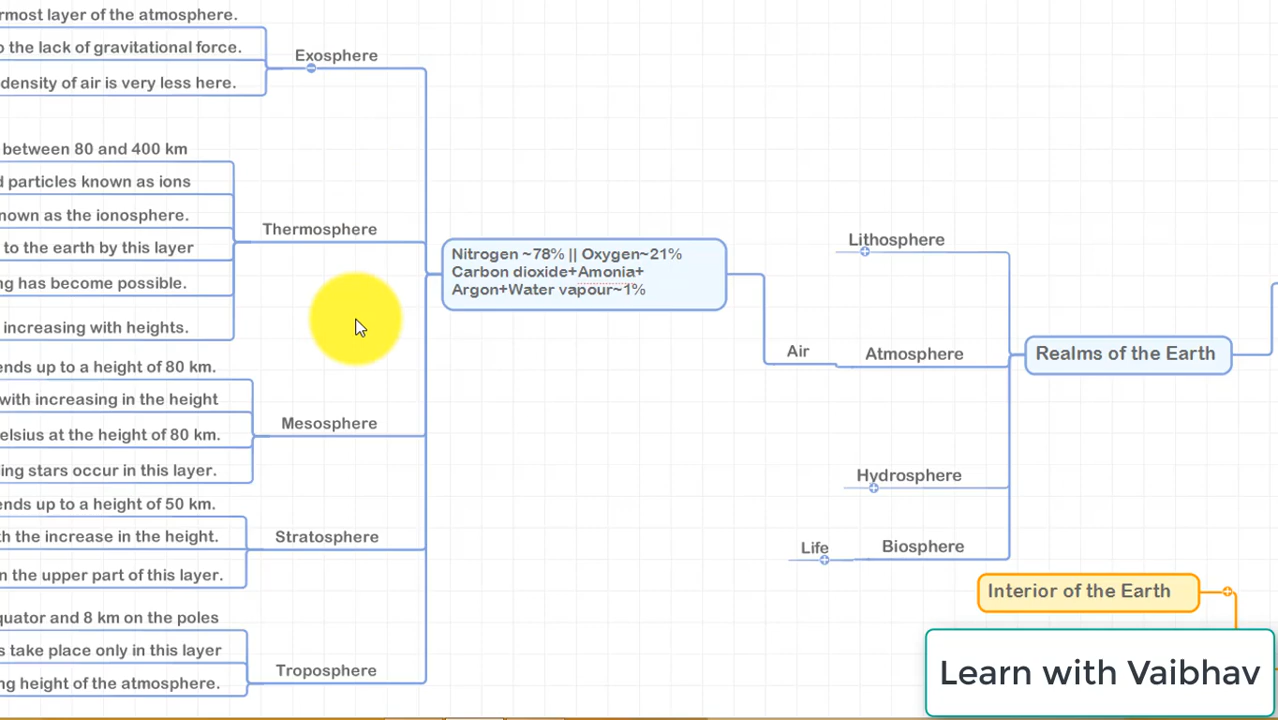 rmost layer of the atmosphere.
o the lack of gravitational force.
density of air is very less here.
Exosphere
between 80 and 400 km
d particles known as ions
nown as the ionosphere.
to the earth by this layer
ng has become possible.
increasing with heights.
Thermosphere
ends up to a height of 80 km.
with increasing in the height
elsius at the height of 80 km.
ing stars occur in this layer.
Mesosphere
ends up to a height of 50 km.
th the increase in the height.
n the upper part of this layer.
Stratosphere
quator and 8 km on the poles
s take place only in this layer
ng height of the atmosphere.
Troposphere
Nitrogen ~78% || Oxygen~21%
Carbon dioxide+Amonia+
Argon+Water vapour~1%
Air
Lithosphere
Atmosphere
Hydrosphere
Life
Biosphere
Realms of the Earth
Interior of the Earth
Learn with Vaibhav